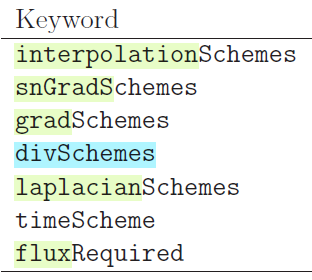 Keyword
interpolationSchemes
snGradSchemes
gradSchemes
divSchemes
laplacianSchemes
timeScheme
fluxRequired